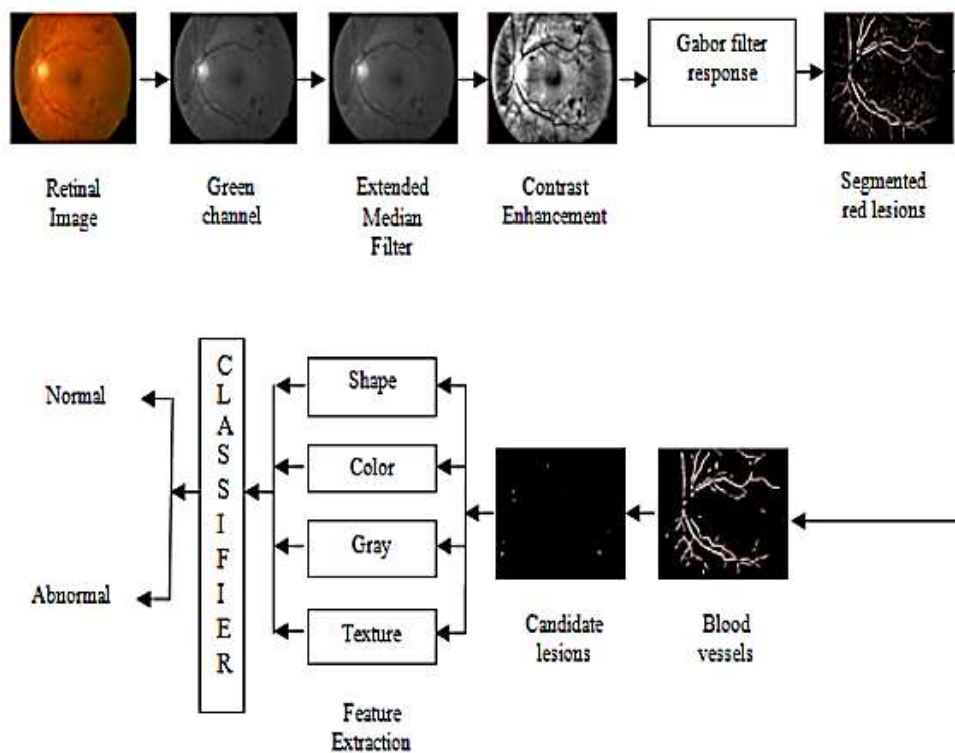 Gabor filter
response
Retinal
Image
Green
channel
Extended
Median
Filter
Contrast
Enhancement
Segmented
red lesions
Normal
Abnormal
CLASSIFIER
Shape
Color
Gray
Texture
Feature
Extraction
Candidate
lesions
Blood
vessels